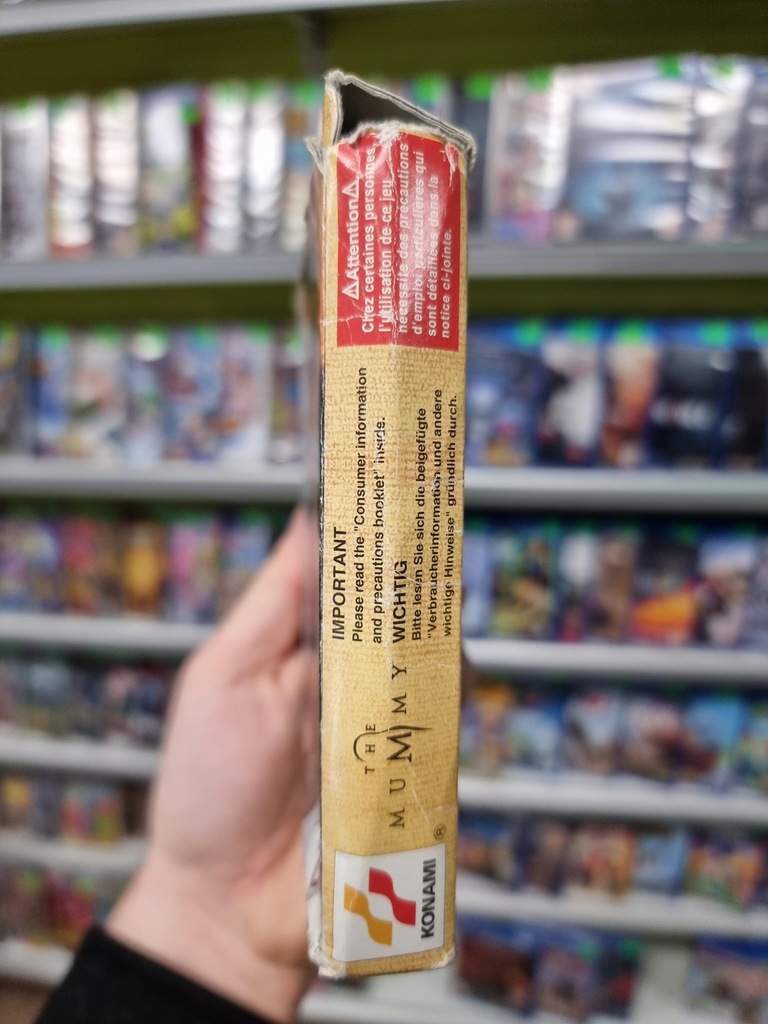 ⚠Attention⚠
Chez certaines personnes,
l'utilisation de ce jeu
nécessite des précautions
d'emploi particulières qui
sont détaillées dans la
notice ci-jointe.
IMPORTANT
Please read the "Consumer information
and precautions booklet" inside.
WICHTIG
Bitte lesen Sie sich die beigefügte
"Verbraucherinformation und andere
wichtige Hinweise" gründlich durch.
THE
MUMMY
KONAMI
®